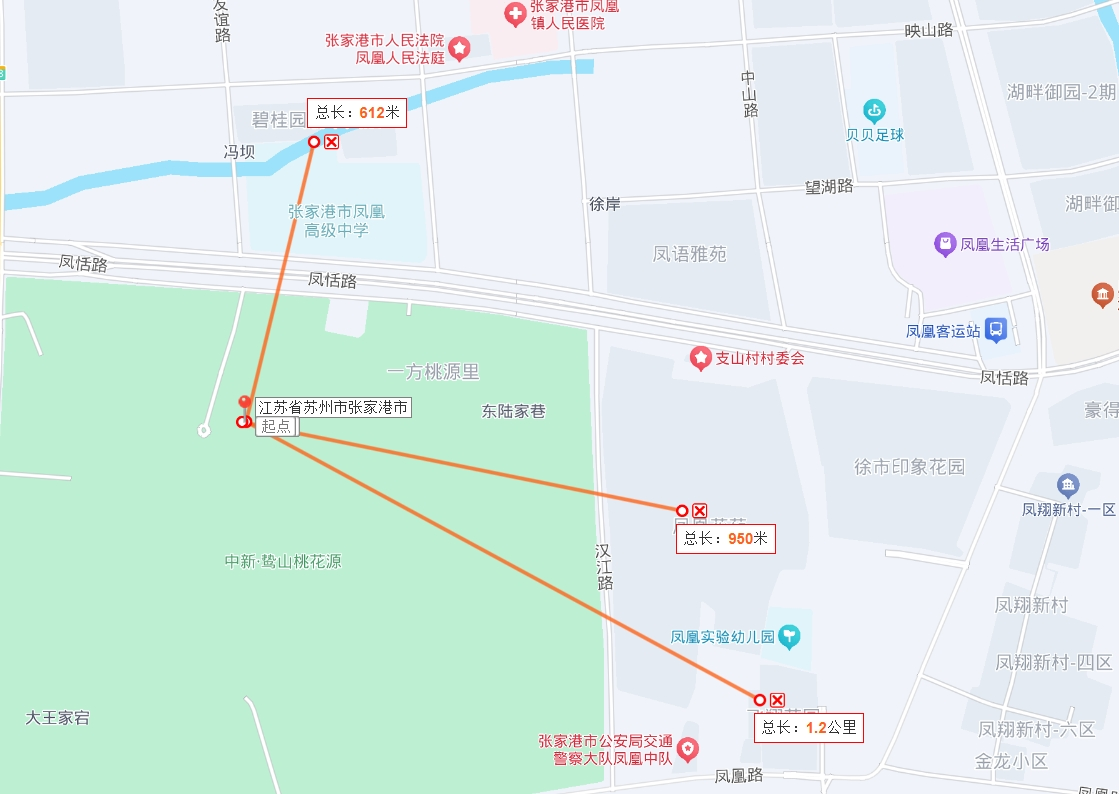 友谊路
张家港市凤凰
镇人民医院
张家港市人民法院
凤凰人民法庭
映山路
中山路
湖畔御园-2期
贝贝足球
碧桂园
总长：612米
冯坝
望湖路
徐岸
湖畔御
张家港市凤凰
高级中学
凤凰生活广场
凤语雅苑
凤恬路
凤恬路
凤凰客运站
支山村村委会
一方桃源里
凤恬路
江苏省苏州市张家港市
东陆家巷
豪得
起点
徐市印象花园
凤翔新村-一区
总长：950米
汉江路
中新·鸷山桃花源
凤翔新村
凤凰实验幼儿园
凤翔新村-四区
大王家宕
总长：1.2公里
凤翔新村-六区
张家港市公安局交通
警察大队凤凰中队
金龙小区
凤凰路